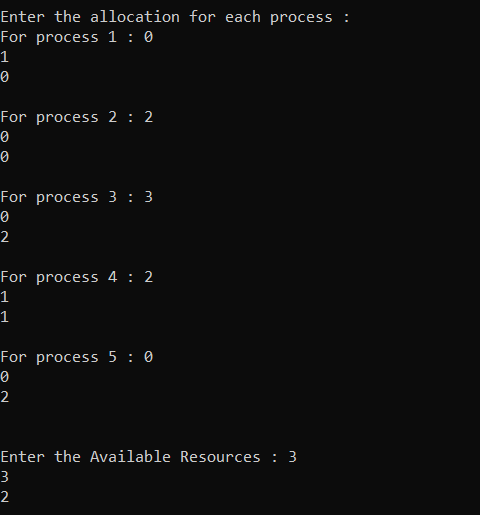 Enter the allocation for each process :
For process 1 : 0
1
0
For process 2 : 2
0
0
For process 3 : 3
0
2
For process 4 : 2
1
1
For process 5 : 0
0
2
Enter the Available Resources : 3
3
2